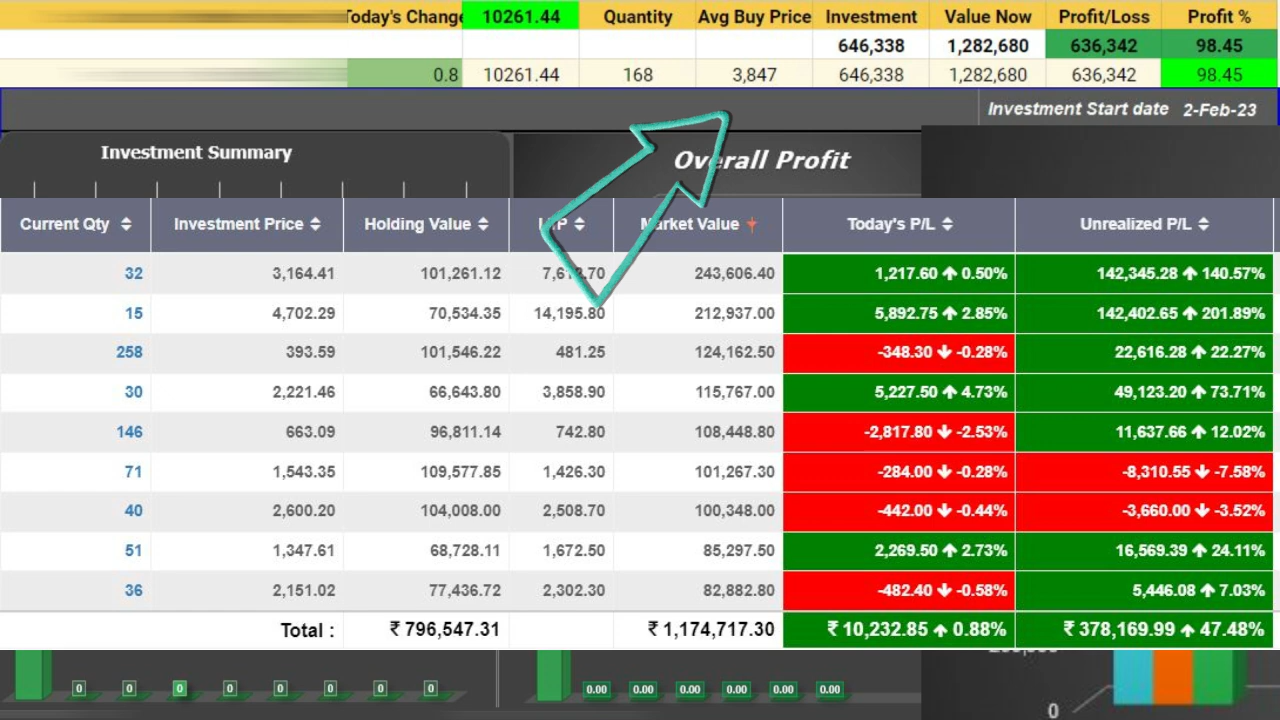 Today's Change 10261.44 Quantity Avg Buy Price Investment Value Now Profit/Loss Profit %
646,338 1,282,680 636,342 98.45
0.8 10261.44 168 3,847 646,338 1,282,680 636,342 98.45
Investment Start date 2-Feb-23
Investment Summary
Overall Profit
Current Qty Investment Price Holding Value Market Value Today's P/L Unrealized P/L
32 3,164.41 101,261.12 243,606.40 1,217.60 0.50% 142,345.28 140.57%
15 4,702.29 70,534.35 14,195.80 212,937.00 5,892.75 2.85% 142,402.65 201.89%
258 393.59 101,546.22 481.25 124,162.50 -348.30 -0.28% 22,616.28 22.27%
30 2,221.46 66,643.80 3,858.90 115,767.00 5,227.50 4.73% 49,123.20 73.71%
146 663.09 96,811.14 742.80 108,448.80 -2,817.80 -2.53% 11,637.66 12.02%
71 1,543.35 109,577.85 1,426.30 101,267.30 -284.00 -0.28% -8,310.55 -7.58%
40 2,600.20 104,008.00 2,508.70 100,348.00 -442.00 -0.44% -3,660.00 -3.52%
51 1,347.61 68,728.11 1,672.50 85,297.50 2,269.50 2.73% 16,569.39 24.11%
36 2,151.02 77,436.72 2,302.30 82,882.80 -482.40 -0.58% 5,446.08 7.03%
Total : ₹ 796,547.31 ₹ 1,174,717.30 ₹ 10,232.85 0.88% ₹ 378,169.99 47.48%
0 0 0 0 0 0 0 0 0.00 0.00 0.00 0.00 0.00 0.00
0